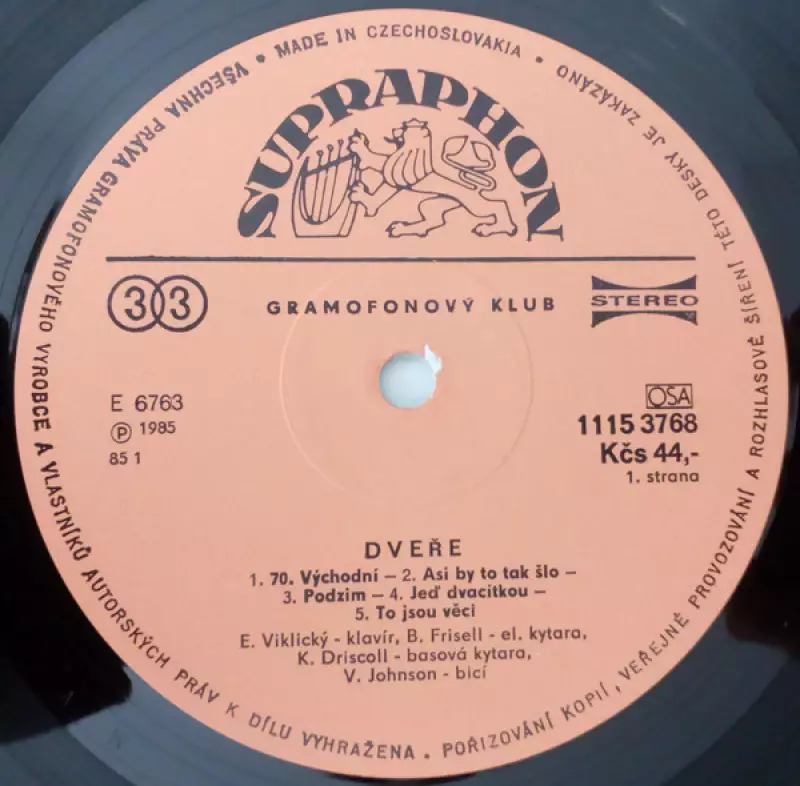 • MADE IN CZECHOSLOVAKIA •
VŠECHNA PRÁVA GRAMOFONOVÉHO VÝROBCE A VLASTNÍKŮ AUTORSKÝCH PRÁV K DÍLU VYHRAŽENA . POŘIZOVÁNÍ KOPIÍ, VEŘEJNÉ PROVOZOVÁNÍ A ROZHLASOVÉ ŠÍŘENÍ TÉTO DESKY JE ZAKÁZÁNO
SUPRAPHON
33
GRAMOFONOVÝ KLUB
STEREO
E 6763
Ⓟ 1985
85 1
OSA
1115 3768
Kčs 44,-
1. strana
DVEŘE
1. 70. Východní – 2. Asi by to tak šlo –
3. Podzim – 4. Jeď dvacítkou –
5. To jsou věci
E. Viklický - klavír, B. Frisell - el. kytara,
K. Driscoll - basová kytara,
V. Johnson - bicí